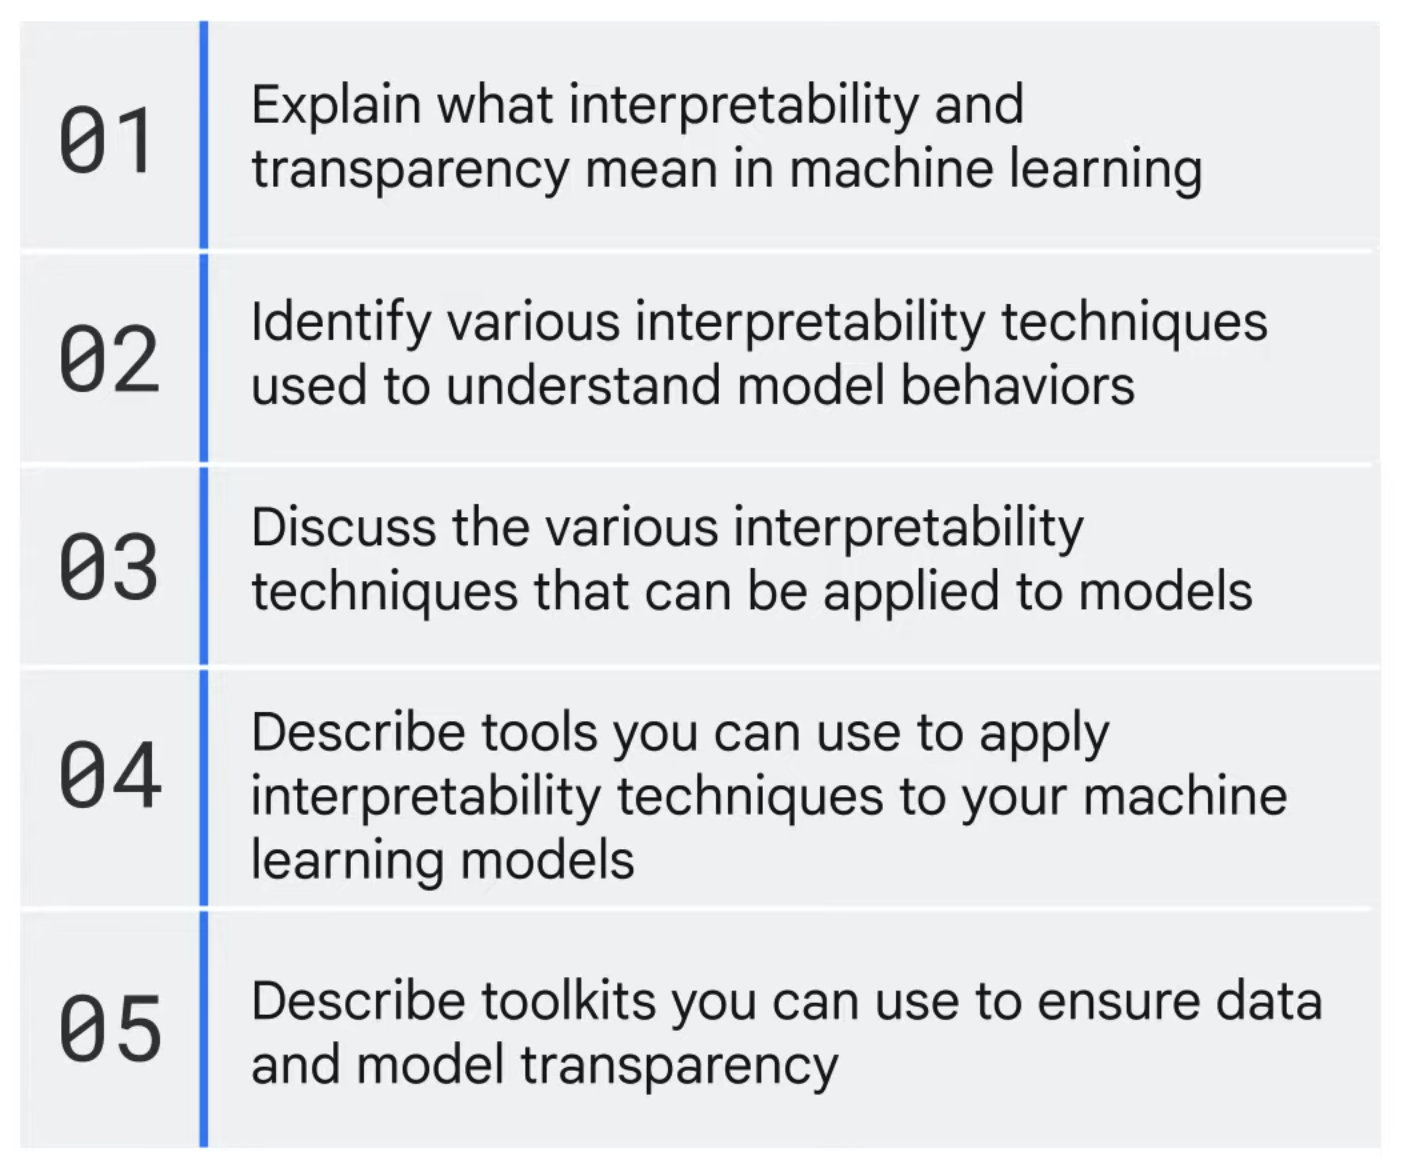 01
Explain what interpretability and
transparency mean in machine learning
02
Identify various interpretability techniques
used to understand model behaviors
03
Discuss the various interpretability
techniques that can be applied to models
04
Describe tools you can use to apply
interpretability techniques to your machine
learning models
05
Describe toolkits you can use to ensure data
and model transparency